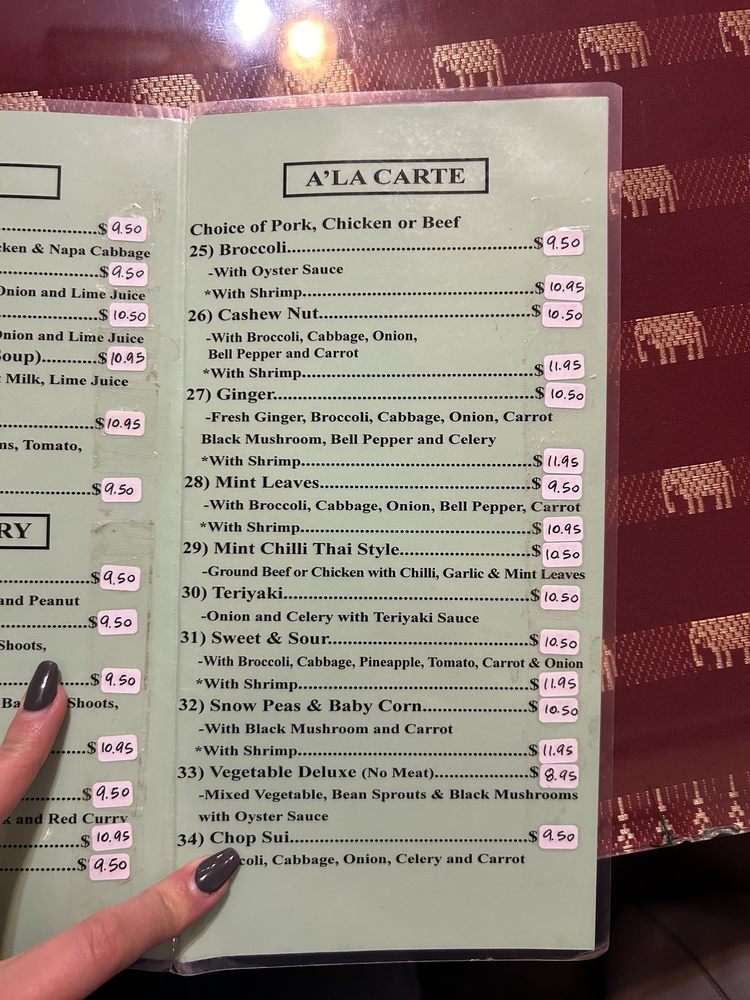 $ 9.50
cken & Napa Cabbage
$ 9.50
Onion and Lime Juice
$ 10.50
Onion and Lime Juice
Soup)..........$ 10.95
Milk, Lime Juice
$ 10.95
ms, Tomato,
$ 9.50
RY
$ 9.50
and Peanut
$ 9.50
Shoots,
$ 9.50
Ba Shoots,
$ 10.95
$ 9.50
k and Red Curry
$ 10.95
$ 9.50
A'LA CARTE
Choice of Pork, Chicken or Beef
25) Broccoli..........$ 9.50
-With Oyster Sauce
*With Shrimp..........$ 10.95
26) Cashew Nut..........$ 10.50
-With Broccoli, Cabbage, Onion,
Bell Pepper and Carrot
*With Shrimp..........$ 11.95
27) Ginger..........$ 10.50
-Fresh Ginger, Broccoli, Cabbage, Onion, Carrot
Black Mushroom, Bell Pepper and Celery
*With Shrimp..........$ 11.95
28) Mint Leaves..........$ 9.50
-With Broccoli, Cabbage, Onion, Bell Pepper, Carrot
*With Shrimp..........$ 10.95
29) Mint Chilli Thai Style..........$ 10.50
-Ground Beef or Chicken with Chilli, Garlic & Mint Leaves
30) Teriyaki..........$ 10.50
-Onion and Celery with Teriyaki Sauce
31) Sweet & Sour..........$ 10.50
-With Broccoli, Cabbage, Pineapple, Tomato, Carrot & Onion
*With Shrimp..........$ 11.95
32) Snow Peas & Baby Corn..........$ 10.50
-With Black Mushroom and Carrot
*With Shrimp..........$ 11.95
33) Vegetable Deluxe (No Meat)..........$ 8.95
-Mixed Vegetable, Bean Sprouts & Black Mushrooms
with Oyster Sauce
34) Chop Sui..........$ 9.50
coli, Cabbage, Onion, Celery and Carrot